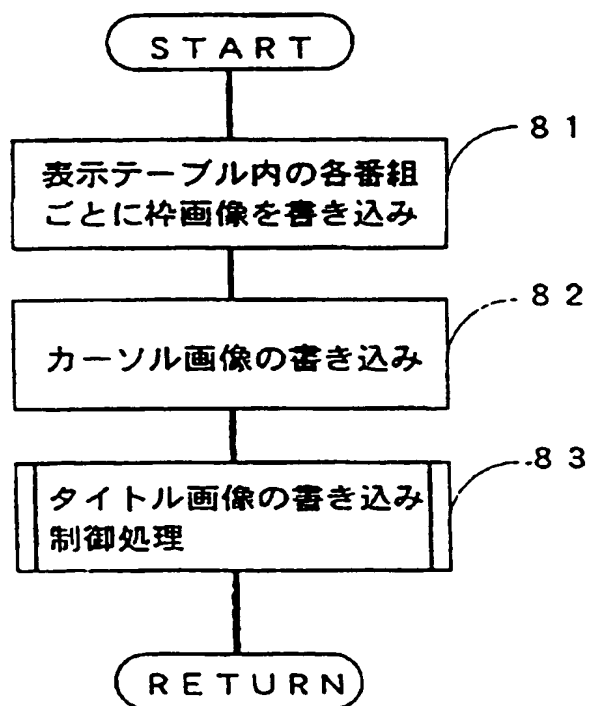 START
81
表示テーブル内の各番組
ごとに枠画像を書き込み
82
カーソル画像の書き込み
83
タイトル画像の書き込み
制御処理
RETURN